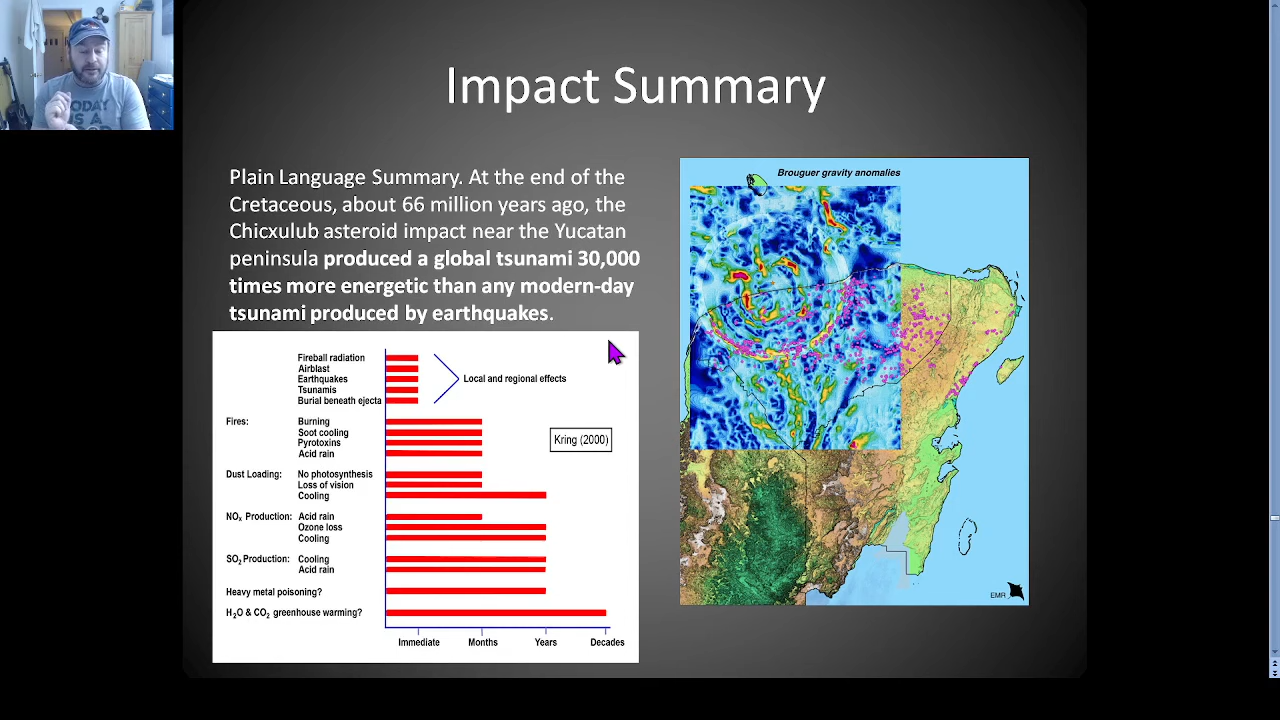 Impact Summary
Plain Language Summary. At the end of the
Cretaceous, about 66 million years ago, the
Chicxulub asteroid impact near the Yucatan
peninsula produced a global tsunami 30,000
times more energetic than any modern-day
tsunami produced by earthquakes.
Fireball radiation
Airblast
Earthquakes
Tsunamis
Burial beneath ejecta
Local and regional effects
Fires: Burning
Soot cooling
Pyrotoxins
Acid rain
Kring (2000)
Dust Loading: No photosynthesis
Loss of vision
Cooling
NOₓ Production: Acid rain
Ozone loss
Cooling
SO₂ Production: Cooling
Acid rain
Heavy metal poisoning?
H₂O & CO₂ greenhouse warming?
Immediate Months Years Decades
Brouguer gravity anomalies
EMR